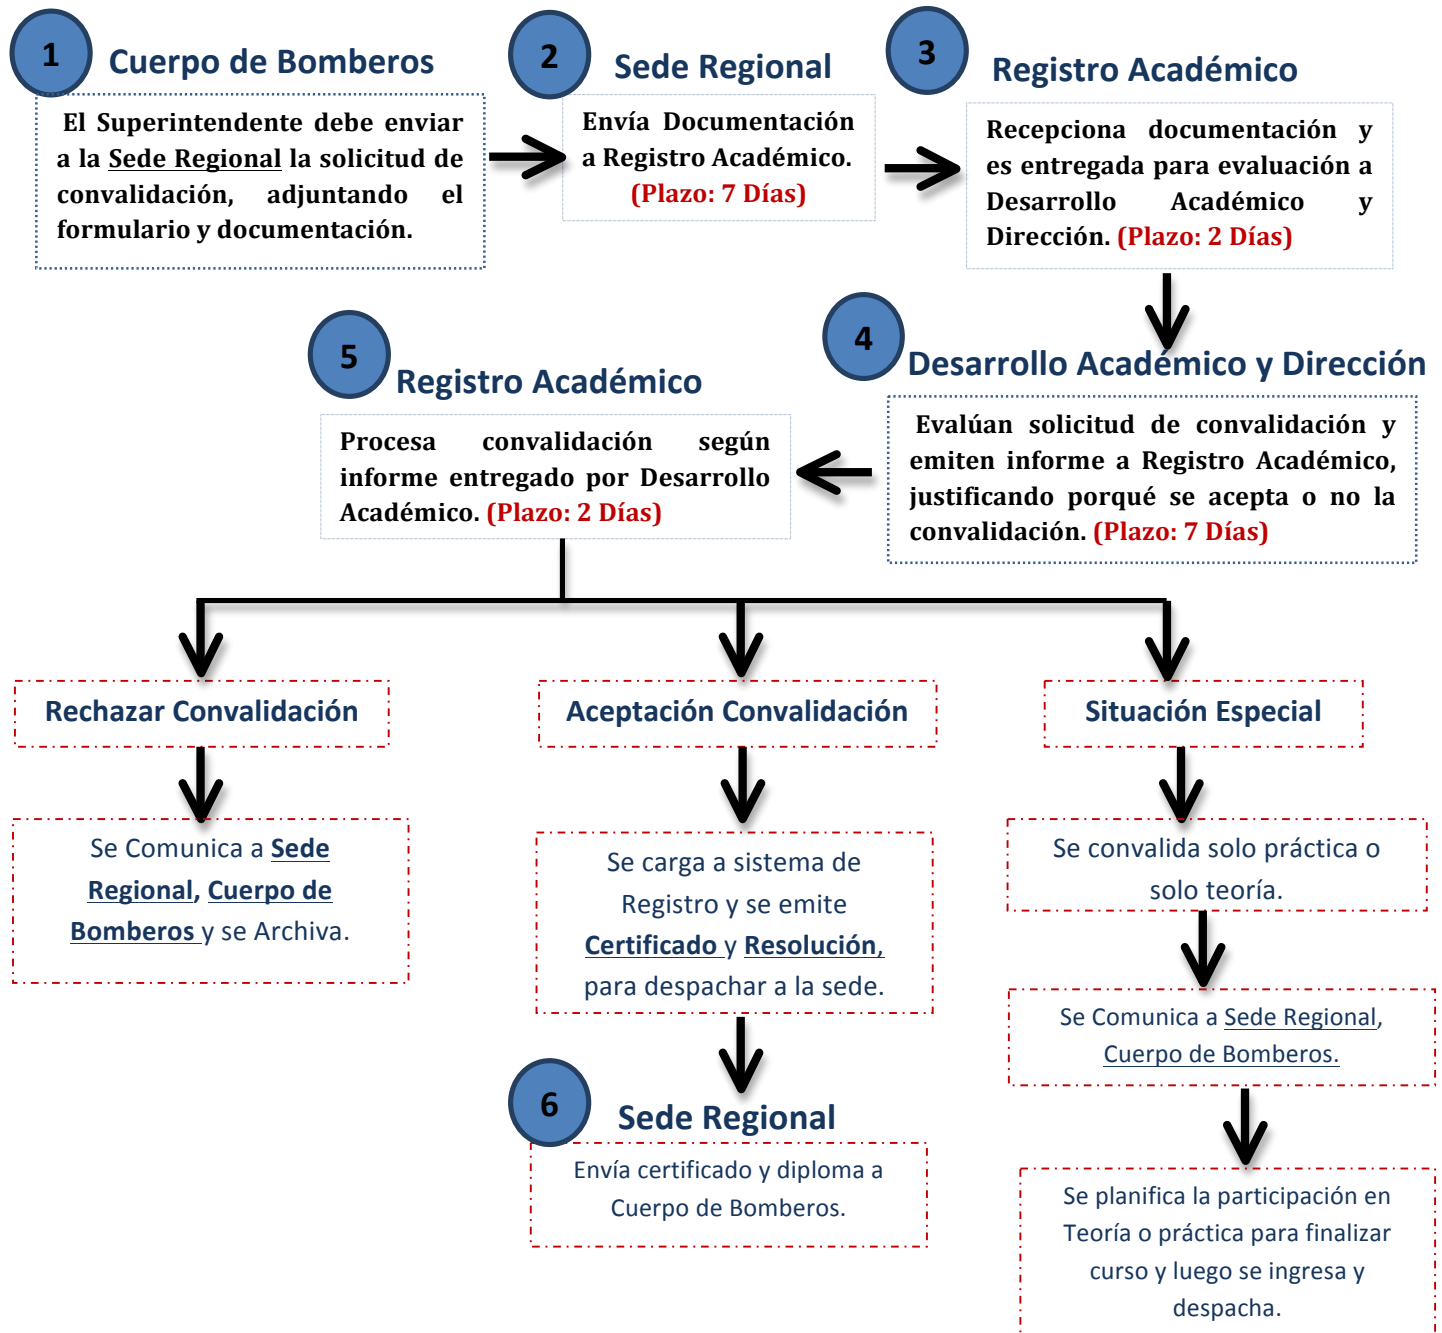 1
Cuerpo de Bomberos
El Superintendente debe enviar
a la Sede Regional la solicitud de
convalidación, adjuntando el
formulario y documentación.
2
Sede Regional
Envía Documentación
a Registro Académico.
(Plazo: 7 Días)
3
Registro Académico
Recepciona documentación y
es entregada para evaluación a
Desarrollo Académico y
Dirección. (Plazo: 2 Días)
4
Desarrollo Académico y Dirección
Evalúan solicitud de convalidación y
emiten informe a Registro Académico,
justificando porqué se acepta o no la
convalidación. (Plazo: 7 Días)
5
Registro Académico
Procesa convalidación según
informe entregado por Desarrollo
Académico. (Plazo: 2 Días)
Rechazar Convalidación
Se Comunica a Sede
Regional, Cuerpo de
Bomberos y se Archiva.
Aceptación Convalidación
Se carga a sistema de
Registro y se emite
Certificado y Resolución,
para despachar a la sede.
6
Sede Regional
Envía certificado y diploma a
Cuerpo de Bomberos.
Situación Especial
Se convalida solo práctica o
solo teoría.
Se Comunica a Sede Regional,
Cuerpo de Bomberos.
Se planifica la participación en
Teoría o práctica para finalizar
curso y luego se ingresa y
despacha.